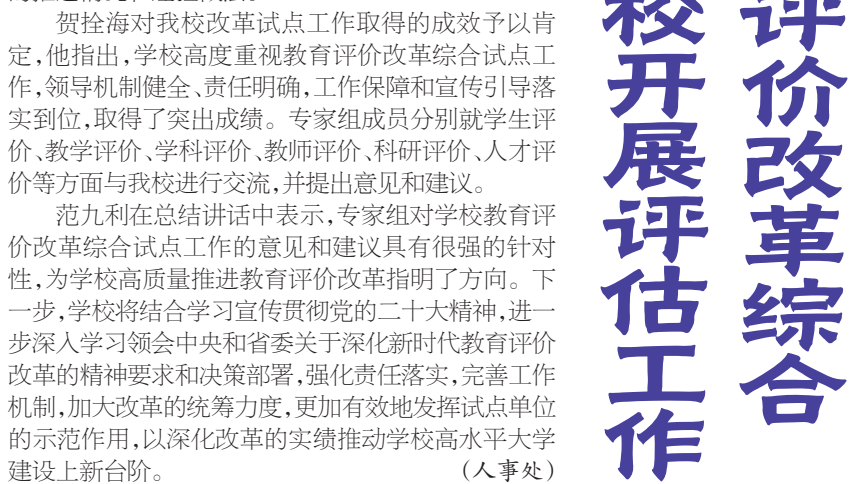 评价改革综合
校开展评估工作
贺拴海对我校改革试点工作取得的成效予以肯
定，他指出，学校高度重视教育评价改革综合试点工
作，领导机制健全、责任明确，工作保障和宣传引导落
实到位，取得了突出成绩。专家组成员分别就学生评
价、教学评价、学科评价、教师评价、科研评价、人才评
价等方面与我校进行交流，并提出意见和建议。
范九利在总结讲话中表示，专家组对学校教育评
价改革综合试点工作的意见和建议具有很强的针对
性，为学校高质量推进教育评价改革指明了方向。下
一步，学校将结合学习宣传贯彻党的二十大精神，进一
步深入学习领会中央和省委关于深化新时代教育评价
改革的精神要求和决策部署，强化责任落实，完善工作
机制，加大改革的统筹力度，更加有效地发挥试点单位
的示范作用，以深化改革的实绩推动学校高水平大学
建设上新台阶。 (人事处)